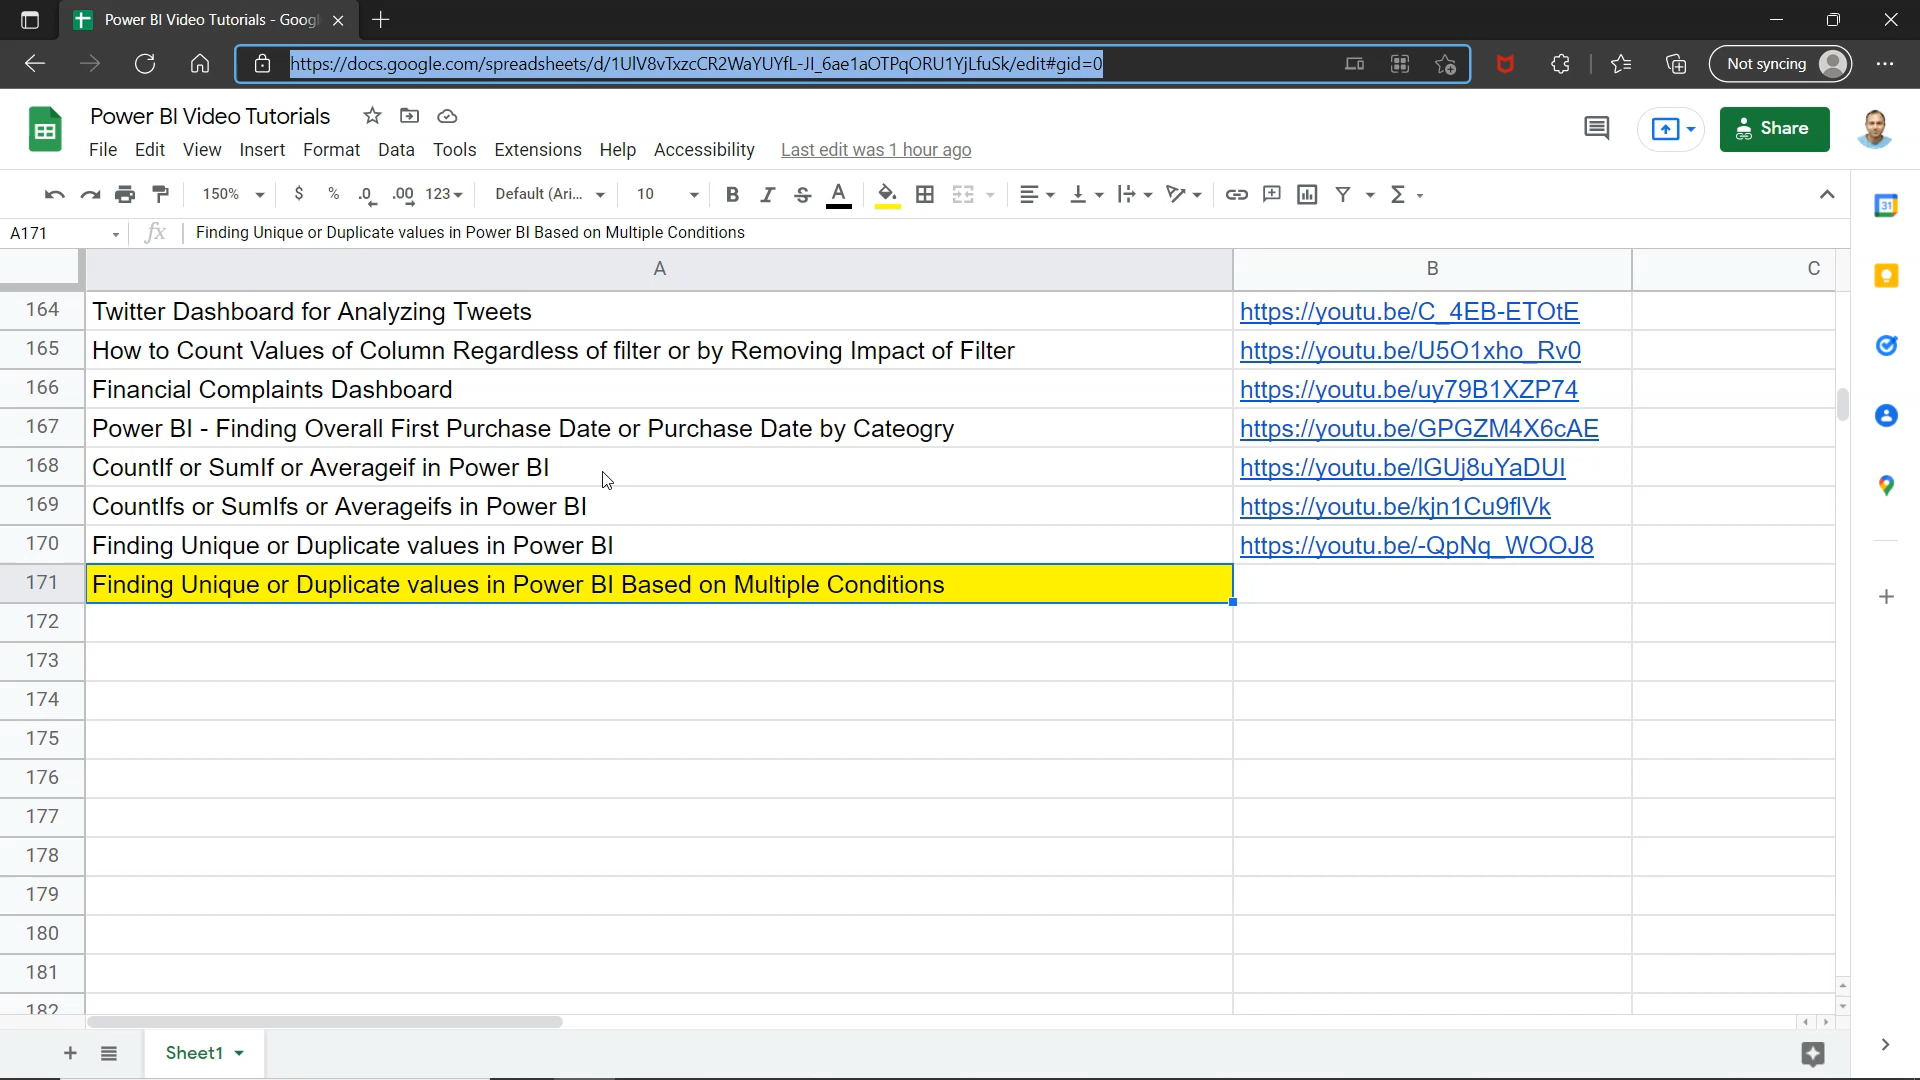 Power BI Video Tutorials - Googl
https://docs.google.com/spreadsheets/d/1UlV8vTxzcCR2WaYUYfL-JI_6ae1aOTPqORU1YjLfuSk/edit#gid=0
Not syncing
Power BI Video Tutorials
Share
File Edit View Insert Format Data Tools Extensions Help Accessibility Last edit was 1 hour ago
150% $ % .0 .00 123 Default (Ari... 10 B I S A
31
A171 fx Finding Unique or Duplicate values in Power BI Based on Multiple Conditions
A B C
164 Twitter Dashboard for Analyzing Tweets https://youtu.be/C_4EB-ETOtE
165 How to Count Values of Column Regardless of filter or by Removing Impact of Filter https://youtu.be/U5O1xho_Rv0
166 Financial Complaints Dashboard https://youtu.be/uy79B1XZP74
167 Power BI - Finding Overall First Purchase Date or Purchase Date by Cateogry https://youtu.be/GPGZM4X6cAE
168 CountIf or SumIf or Averageif in Power BI https://youtu.be/IGUj8uYaDUI
169 CountIfs or SumIfs or Averageifs in Power BI https://youtu.be/kjn1Cu9flVk
170 Finding Unique or Duplicate values in Power BI https://youtu.be/-QpNq_WOOJ8
171 Finding Unique or Duplicate values in Power BI Based on Multiple Conditions
172
173
174
175
176
177
178
179
180
181
182
Sheet1